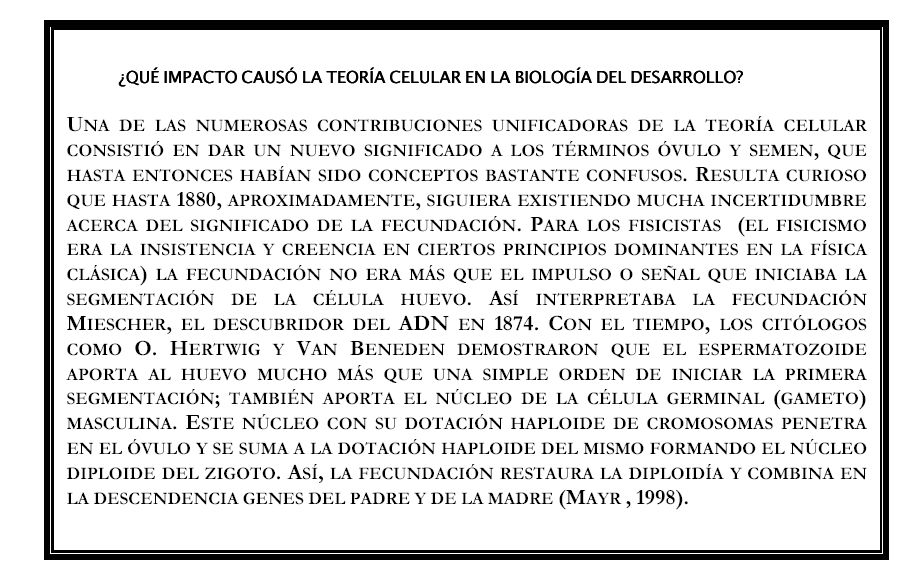 ¿QUÉ IMPACTO CAUSÓ LA TEORÍA CELULAR EN LA BIOLOGÍA DEL DESARROLLO?
UNA DE LAS NUMEROSAS CONTRIBUCIONES UNIFICADORAS DE LA TEORÍA CELULAR
CONSISTIÓ EN DAR UN NUEVO SIGNIFICADO A LOS TÉRMINOS ÓVULO Y SEMEN, QUE
HASTA ENTONCES HABÍAN SIDO CONCEPTOS BASTANTE CONFUSOS. RESULTA CURIOSO
QUE HASTA 1880, APROXIMADAMENTE, SIGUIERA EXISTIENDO MUCHA INCERTIDUMBRE
ACERCA DEL SIGNIFICADO DE LA FECUNDACIÓN. PARA LOS FISICISTAS (EL FISICISMO
ERA LA INSISTENCIA Y CREENCIA EN CIERTOS PRINCIPIOS DOMINANTES EN LA FÍSICA
CLÁSICA) LA FECUNDACIÓN NO ERA MÁS QUE EL IMPULSO O SEÑAL QUE INICIABA LA
SEGMENTACIÓN DE LA CÉLULA HUEVO. ASÍ INTERPRETABA LA FECUNDACIÓN
MIESCHER, EL DESCUBRIDOR DEL ADN EN 1874. CON EL TIEMPO, LOS CITÓLOGOS
COMO O. HERTWIG Y VAN BENEDEN DEMOSTRARON QUE EL ESPERMATOZOIDE
APORTA AL HUEVO MUCHO MÁS QUE UNA SIMPLE ORDEN DE INICIAR LA PRIMERA
SEGMENTACIÓN; TAMBIÉN APORTA EL NÚCLEO DE LA CÉLULA GERMINAL (GAMETO)
MASCULINA. ESTE NÚCLEO CON SU DOTACIÓN HAPLOIDE DE CROMOSOMAS PENETRA
EN EL ÓVULO Y SE SUMA A LA DOTACIÓN HAPLOIDE DEL MISMO FORMANDO EL NÚCLEO
DIPLOIDE DEL ZIGOTO. ASÍ, LA FECUNDACIÓN RESTAURA LA DIPLOIDÍA Y COMBINA EN
LA DESCENDENCIA GENES DEL PADRE Y DE LA MADRE (MAYR , 1998).